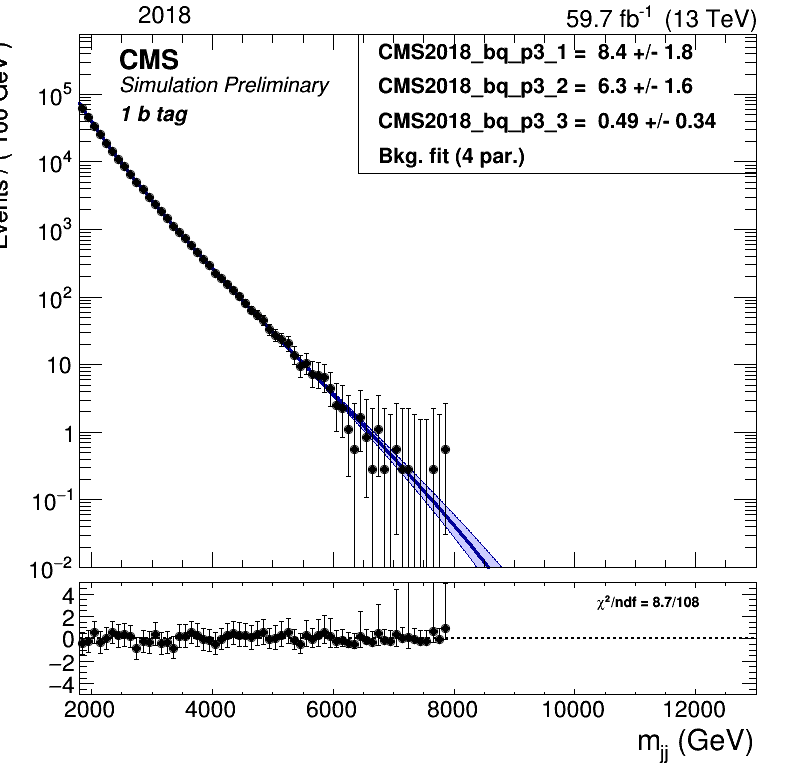 2018
59.7 fb⁻¹ (13 TeV)
CMS
Simulation Preliminary
1 b tag
CMS2018_bq_p3_1 = 8.4 +/- 1.8
CMS2018_bq_p3_2 = 6.3 +/- 1.6
CMS2018_bq_p3_3 = 0.49 +/- 0.34
Bkg. fit (4 par.)
10⁵
10⁴
10³
10²
10
1
10⁻¹
10⁻²
χ²/ndf = 8.7/108
4
2
0
−2
−4
2000 4000 6000 8000 10000 12000
m_jj (GeV)